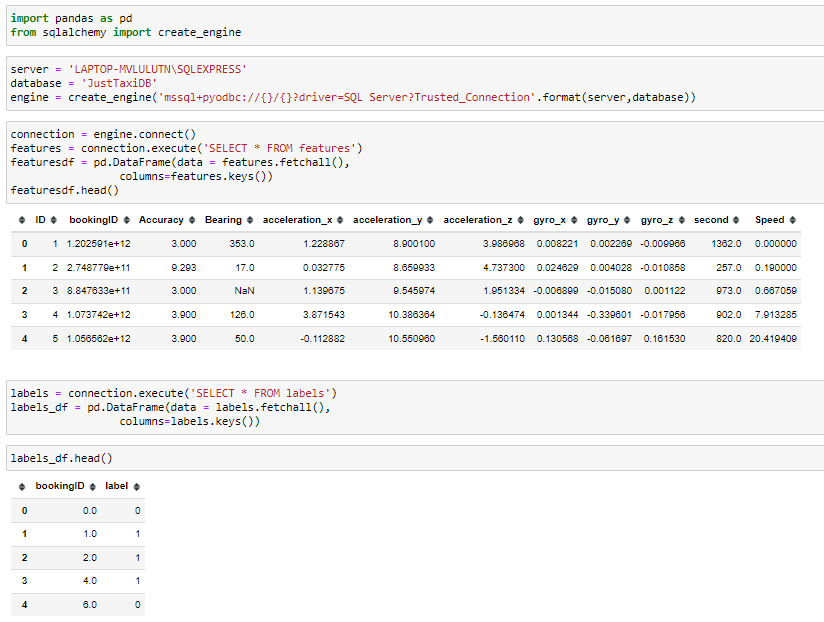 import pandas as pd
from sqlalchemy import create_engine
server = 'LAPTOP-MVLULUTN\SQLEXPRESS'
database = 'JustTaxiDB'
engine = create_engine('mssql+pyodbc://{}/{}?driver=SQL Server?Trusted_Connection'.format(server,database))
connection = engine.connect()
features = connection.execute('SELECT * FROM features')
featuresdf = pd.DataFrame(data = features.fetchall(),
columns=features.keys())
featuresdf.head()
ID bookingID Accuracy Bearing acceleration_x acceleration_y acceleration_z gyro_x gyro_y gyro_z second Speed
0 1 1.202591e+12 3.000 353.0 1.228867 8.900100 3.986968 0.008221 0.002269 -0.009966 1362.0 0.000000
1 2 2.748779e+11 9.293 17.0 0.032775 8.659933 4.737300 0.024629 0.004028 -0.010858 257.0 0.190000
2 3 8.847633e+11 3.000 NaN 1.139675 9.545974 1.951334 -0.006899 -0.015080 0.001122 973.0 0.667059
3 4 1.073742e+12 3.900 126.0 3.871543 10.386364 -0.136474 0.001344 -0.339601 -0.017956 902.0 7.913285
4 5 1.056562e+12 3.900 50.0 -0.112882 10.550960 -1.560110 0.130568 -0.061697 0.161530 820.0 20.419409
labels = connection.execute('SELECT * FROM labels')
labels_df = pd.DataFrame(data = labels.fetchall(),
columns=labels.keys())
labels_df.head()
bookingID label
0 0.0 0
1 1.0 1
2 2.0 1
3 4.0 1
4 6.0 0